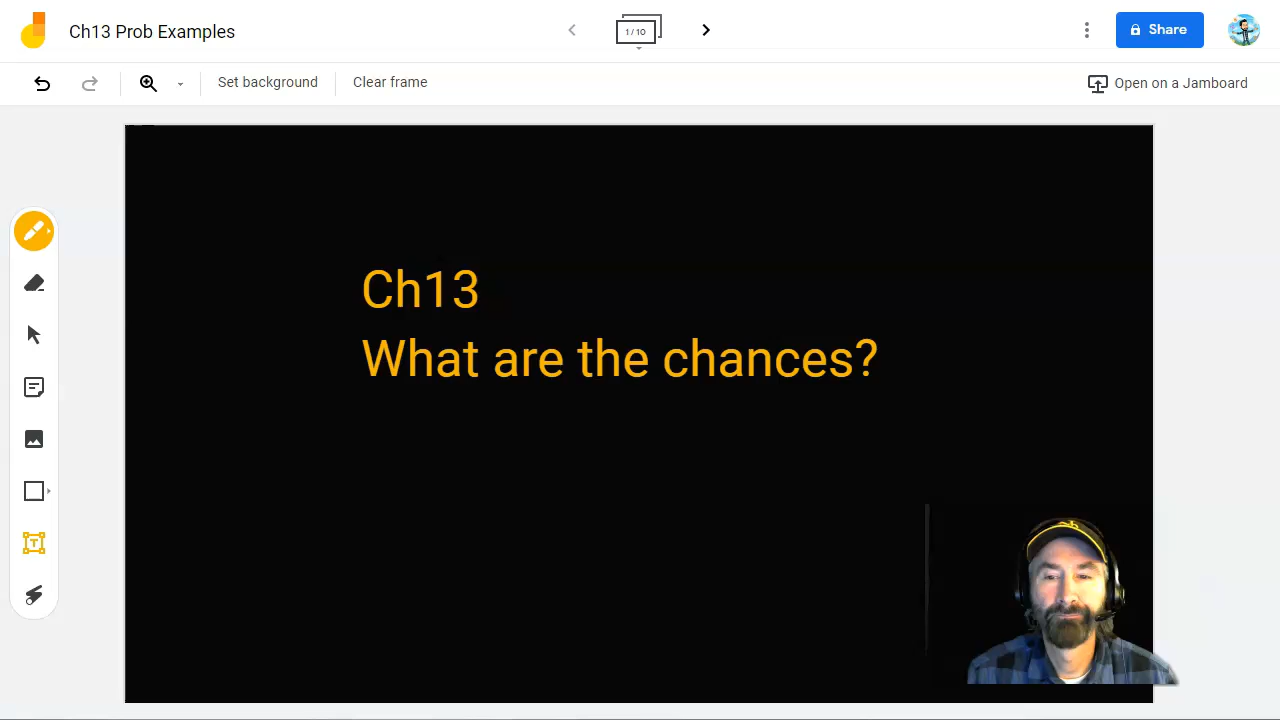 Ch13 Prob Examples
1 / 10
Share
Set background
Clear frame
Open on a Jamboard
Ch13
What are the chances?